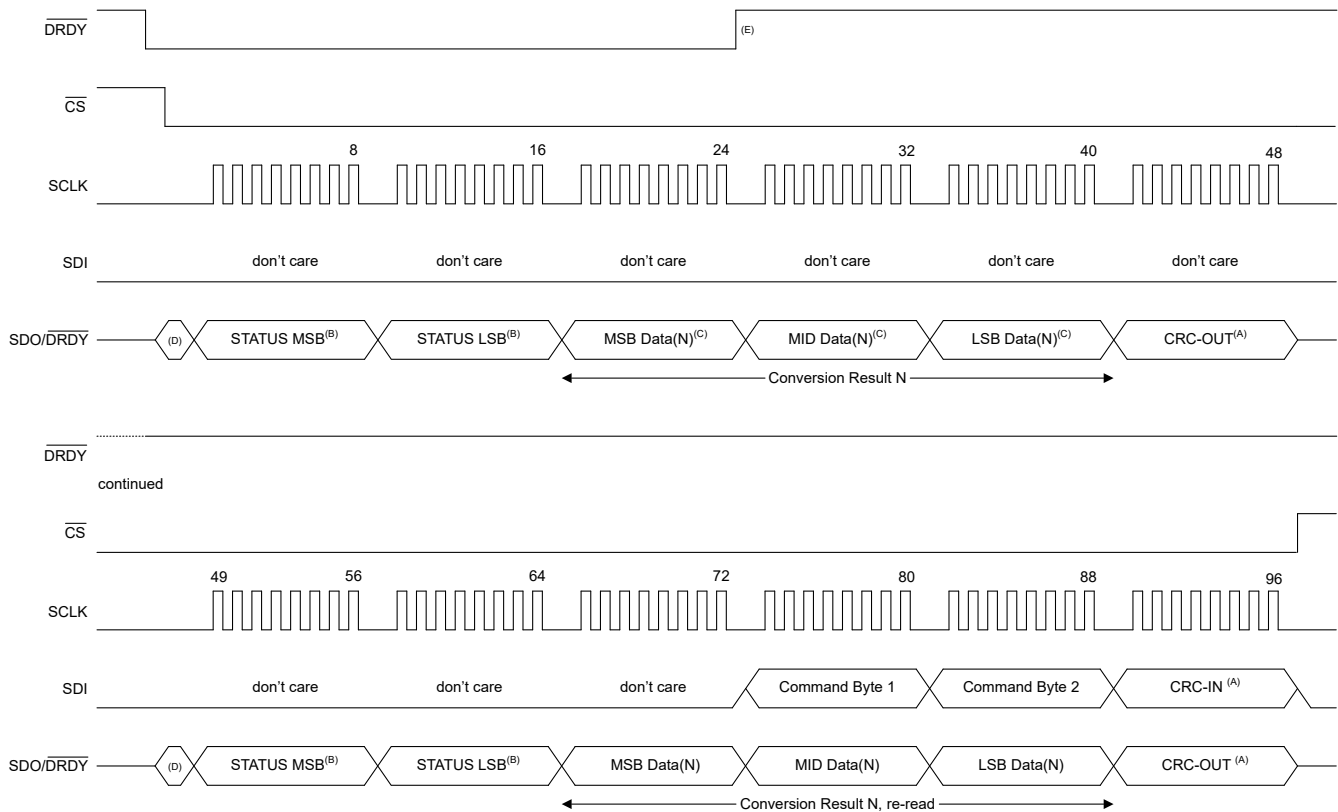 DRDY
(E)
CS
8 16 24 32 40 48
SCLK
SDI don't care don't care don't care don't care don't care don't care
SDO/DRDY (D) STATUS MSB(B) STATUS LSB(B) MSB Data(N)(C) MID Data(N)(C) LSB Data(N)(C) CRC-OUT(A)
Conversion Result N
DRDY
continued
CS
49 56 64 72 80 88 96
SCLK
SDI don't care don't care don't care Command Byte 1 Command Byte 2 CRC-IN (A)
SDO/DRDY (D) STATUS MSB(B) STATUS LSB(B) MSB Data(N) MID Data(N) LSB Data(N) CRC-OUT (A)
Conversion Result N, re-read